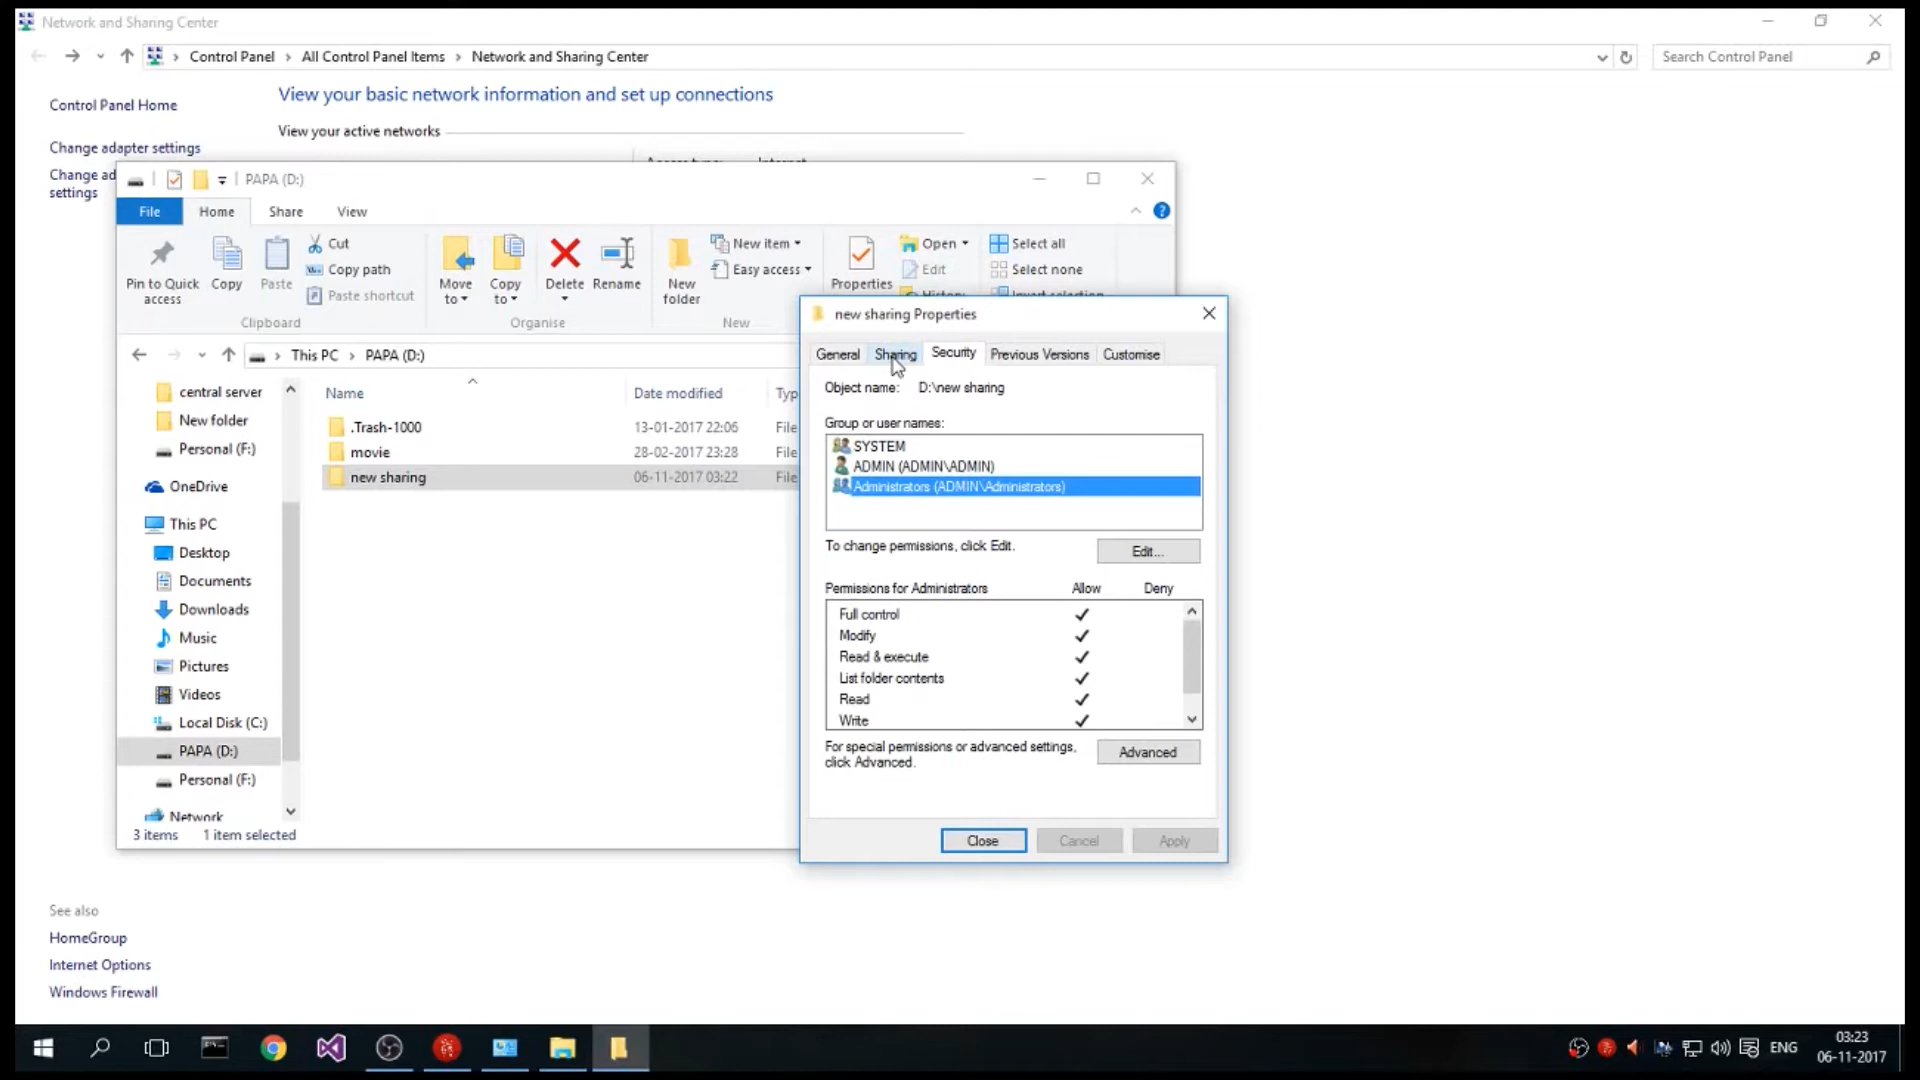 Network and Sharing Center
Control Panel > All Control Panel Items > Network and Sharing Center
Search Control Panel
Control Panel Home
View your basic network information and set up connections
View your active networks
Change adapter settings
Change ad
settings
PAPA (D:)
File
Home
Share
View
Pin to Quick access
Copy
Paste
Cut
Copy path
Paste shortcut
Clipboard
Move to
Copy to
Delete
Rename
Organise
New folder
New item
Easy access
New
Properties
Open
Edit
History
Select all
Select none
Invert selection
This PC > PAPA (D:)
central server
New folder
Personal (F:)
OneDrive
This PC
Desktop
Documents
Downloads
Music
Pictures
Videos
Local Disk (C:)
PAPA (D:)
Personal (F:)
Network
Name Date modified Typ
.Trash-1000 13-01-2017 22:06 File
movie 28-02-2017 23:28 File
new sharing 06-11-2017 03:22 File
3 items 1 item selected
new sharing Properties
General Sharing Security Previous Versions Customise
Object name: D:\new sharing
Group or user names:
SYSTEM
ADMIN (ADMIN\ADMIN)
Administrators (ADMIN\Administrators)
To change permissions, click Edit.
Edit...
Permissions for Administrators Allow Deny
Full control
Modify
Read & execute
List folder contents
Read
Write
For special permissions or advanced settings,
click Advanced.
Advanced
Close Cancel Apply
See also
HomeGroup
Internet Options
Windows Firewall
ENG
03:23
06-11-2017